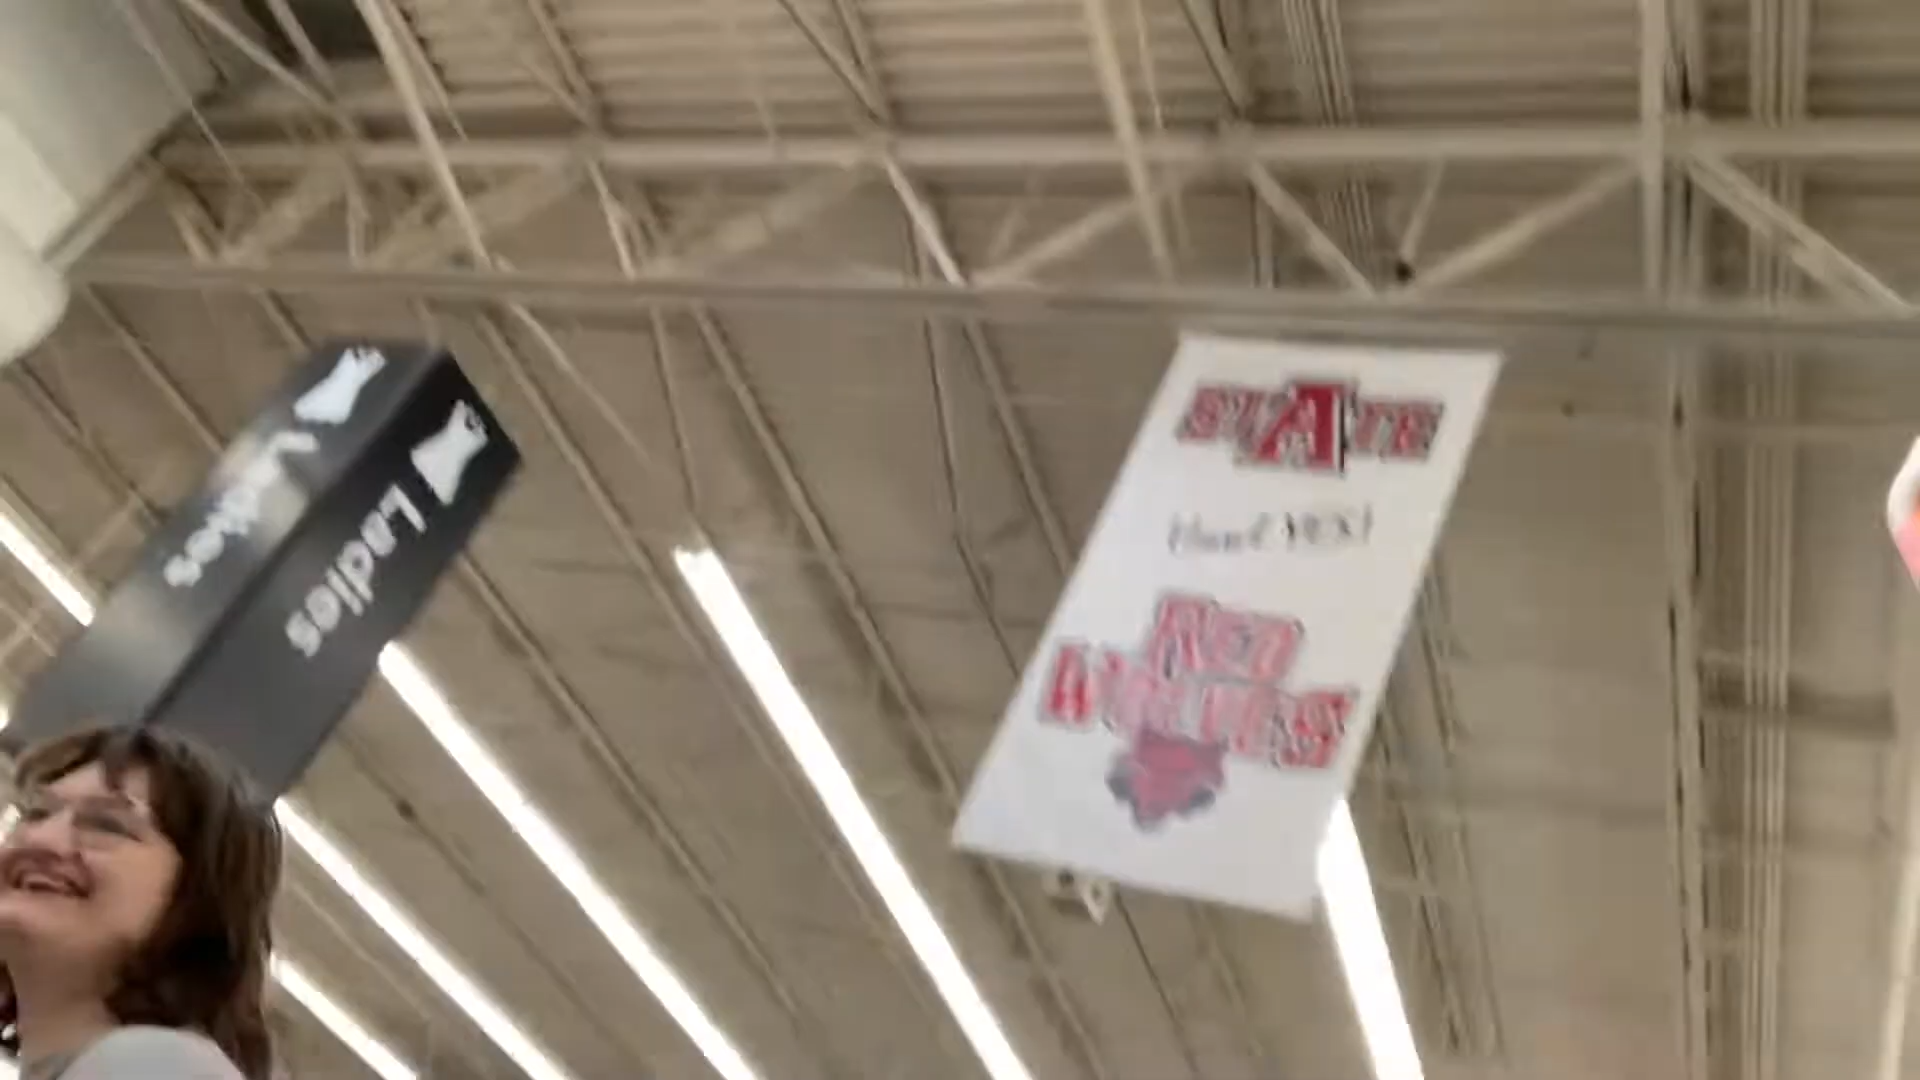 Ladies
Ladies
STATE
RED
WOLVES